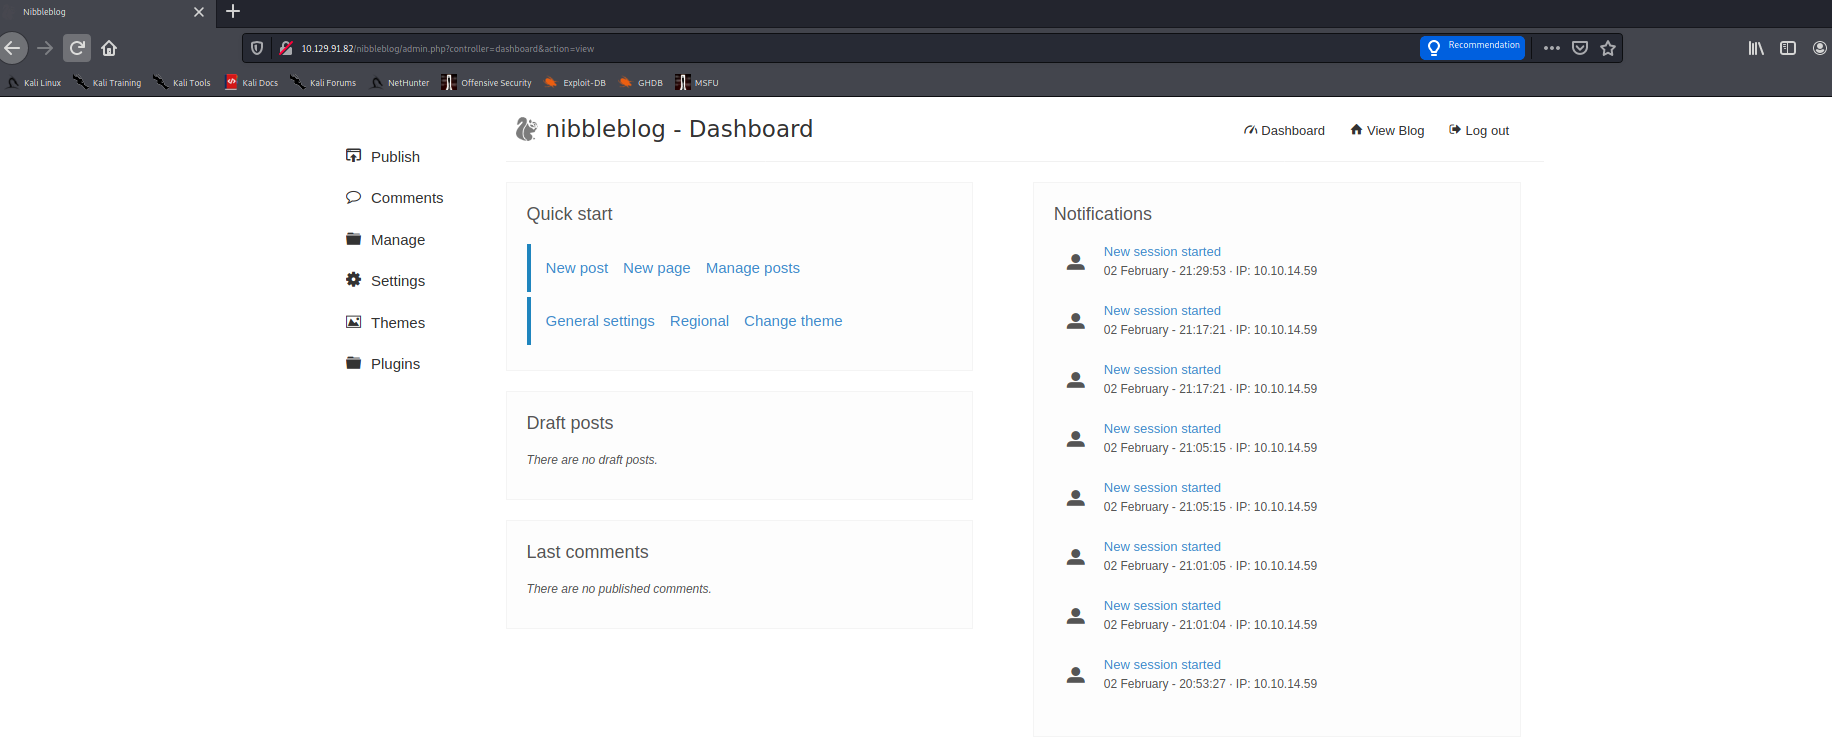 Nibbleblog
10.129.91.82/nibbleblog/admin.php?controller=dashboard&action=view
Recommendation
Kali Linux Kali Training Kali Tools Kali Docs Kali Forums NetHunter Offensive Security Exploit-DB GHDB MSFU
nibbleblog - Dashboard
Dashboard View Blog Log out
Publish
Comments
Manage
Settings
Themes
Plugins
Quick start
New post New page Manage posts
General settings Regional Change theme
Draft posts
There are no draft posts.
Last comments
There are no published comments.
Notifications
New session started
02 February - 21:29:53 · IP: 10.10.14.59
New session started
02 February - 21:17:21 · IP: 10.10.14.59
New session started
02 February - 21:17:21 · IP: 10.10.14.59
New session started
02 February - 21:05:15 · IP: 10.10.14.59
New session started
02 February - 21:05:15 · IP: 10.10.14.59
New session started
02 February - 21:01:05 · IP: 10.10.14.59
New session started
02 February - 21:01:04 · IP: 10.10.14.59
New session started
02 February - 20:53:27 · IP: 10.10.14.59